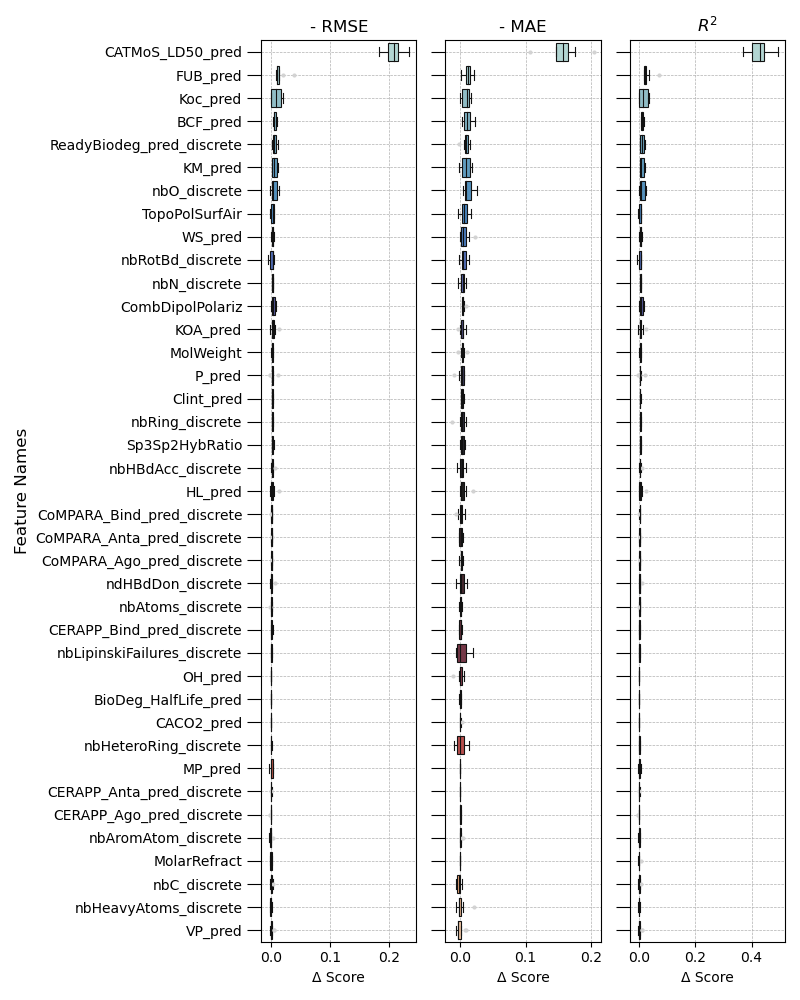 - RMSE
- MAE
R²
Feature Names
CATMoS_LD50_pred
FUB_pred
Koc_pred
BCF_pred
ReadyBiodeg_pred_discrete
KM_pred
nbO_discrete
TopoPolSurfAir
WS_pred
nbRotBd_discrete
nbN_discrete
CombDipolPolariz
KOA_pred
MolWeight
P_pred
Clint_pred
nbRing_discrete
Sp3Sp2HybRatio
nbHBdAcc_discrete
HL_pred
CoMPARA_Bind_pred_discrete
CoMPARA_Anta_pred_discrete
CoMPARA_Ago_pred_discrete
ndHBdDon_discrete
nbAtoms_discrete
CERAPP_Bind_pred_discrete
nbLipinskiFailures_discrete
OH_pred
BioDeg_HalfLife_pred
CACO2_pred
nbHeteroRing_discrete
MP_pred
CERAPP_Anta_pred_discrete
CERAPP_Ago_pred_discrete
nbAromAtom_discrete
MolarRefract
nbC_discrete
nbHeavyAtoms_discrete
VP_pred
0.0 0.1 0.2
0.0 0.1 0.2
0.0 0.2 0.4
Δ Score
Δ Score
Δ Score